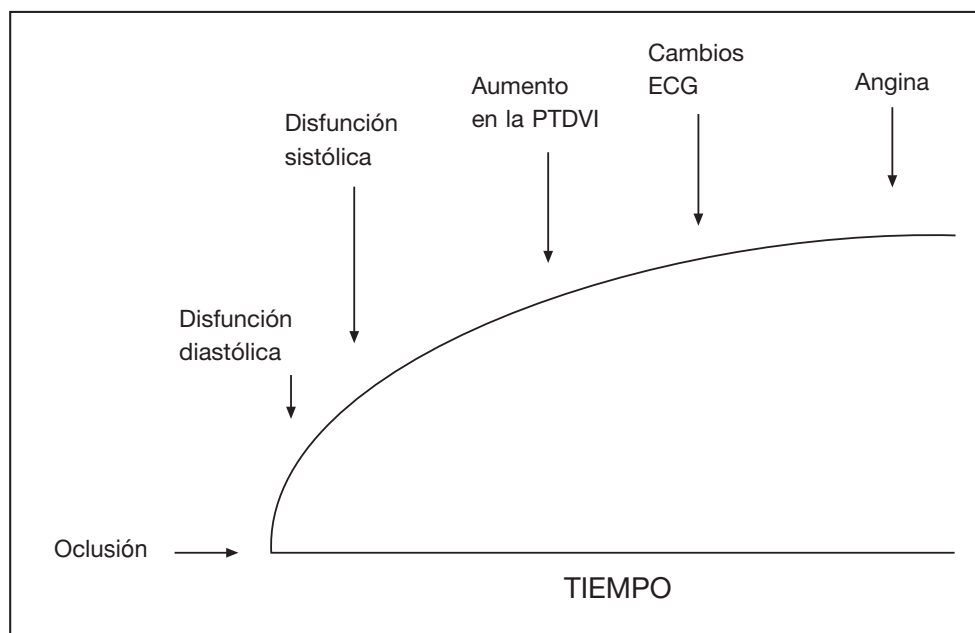 Cambios
ECG
Angina
Aumento
en la PTDVI
Disfunción
sistólica
Disfunción
diastólica
Oclusión
TIEMPO